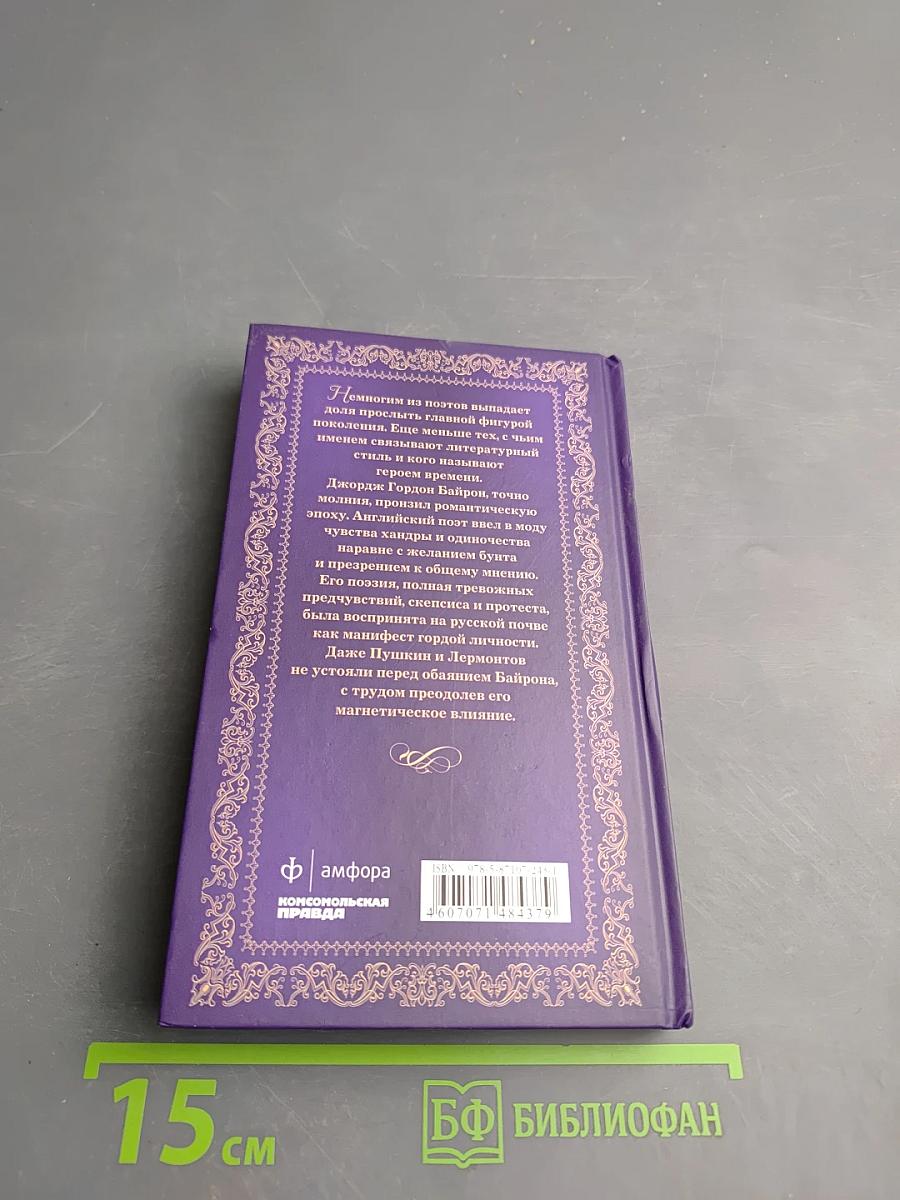 Немногим из поэтов выпадает
доля прослыть главной фигурой
поколения. Еще меньше тех, с чьим
именем связывают литературный
стиль и кого называют
героем времени.
Джордж Гордон Байрон, точно
молния, пронзил романтическую
эпоху. Английский поэт ввел в моду
чувства хандры и одиночества
наравне с желанием бунта
и презрением к общему мнению.
Его поэзия, полная тревожных
предчувствий, скепсиса и протеста,
была воспринята на русской почве
как манифест гордой личности.
Даже Пушкин и Лермонтов
не устояли перед обаянием Байрона,
с трудом преодолев его
магнетическое влияние.
ф амфора
КОМСОМОЛЬСКАЯ
ПРАВДА
ISBN
4607071 484379
15 см
БФ БИБЛИОФАН